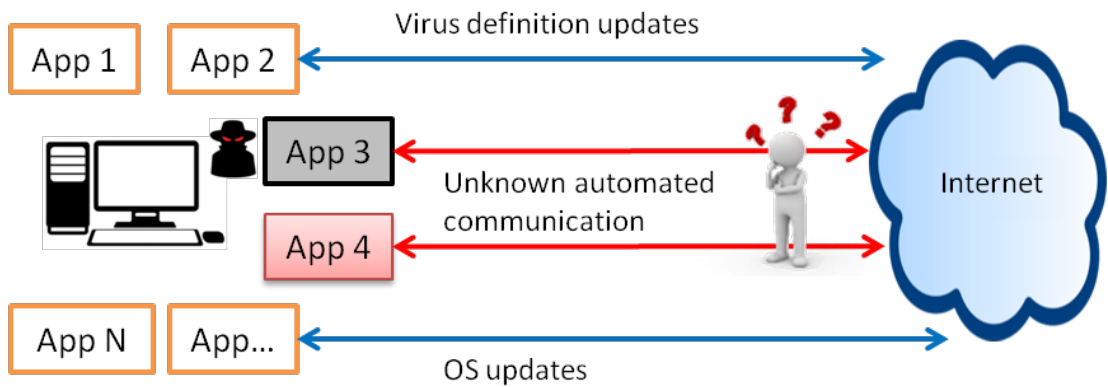 Virus definition updates
App 1
App 2
App 3
Unknown automated
communication
Internet
App 4
App N
App...
OS updates
? ? ?